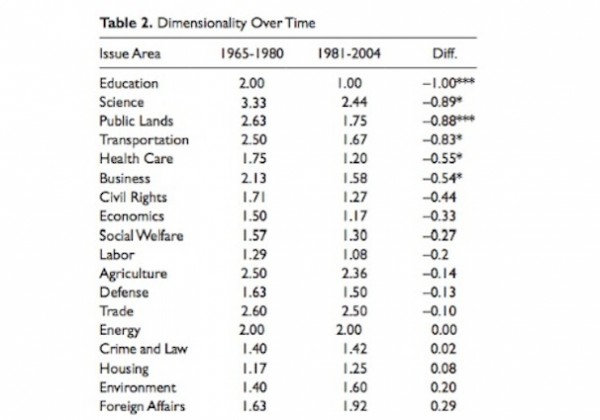 Table 2. Dimensionality Over Time
Issue Area 1965-1980 1981-2004 Diff.
Education 2.00 1.00 –1.00***
Science 3.33 2.44 –0.89*
Public Lands 2.63 1.75 –0.88***
Transportation 2.50 1.67 –0.83*
Health Care 1.75 1.20 –0.55*
Business 2.13 1.58 –0.54*
Civil Rights 1.71 1.27 –0.44
Economics 1.50 1.17 –0.33
Social Welfare 1.57 1.30 –0.27
Labor 1.29 1.08 –0.2
Agriculture 2.50 2.36 –0.14
Defense 1.63 1.50 –0.13
Trade 2.60 2.50 –0.10
Energy 2.00 2.00 0.00
Crime and Law 1.40 1.42 0.02
Housing 1.17 1.25 0.08
Environment 1.40 1.60 0.20
Foreign Affairs 1.63 1.92 0.29